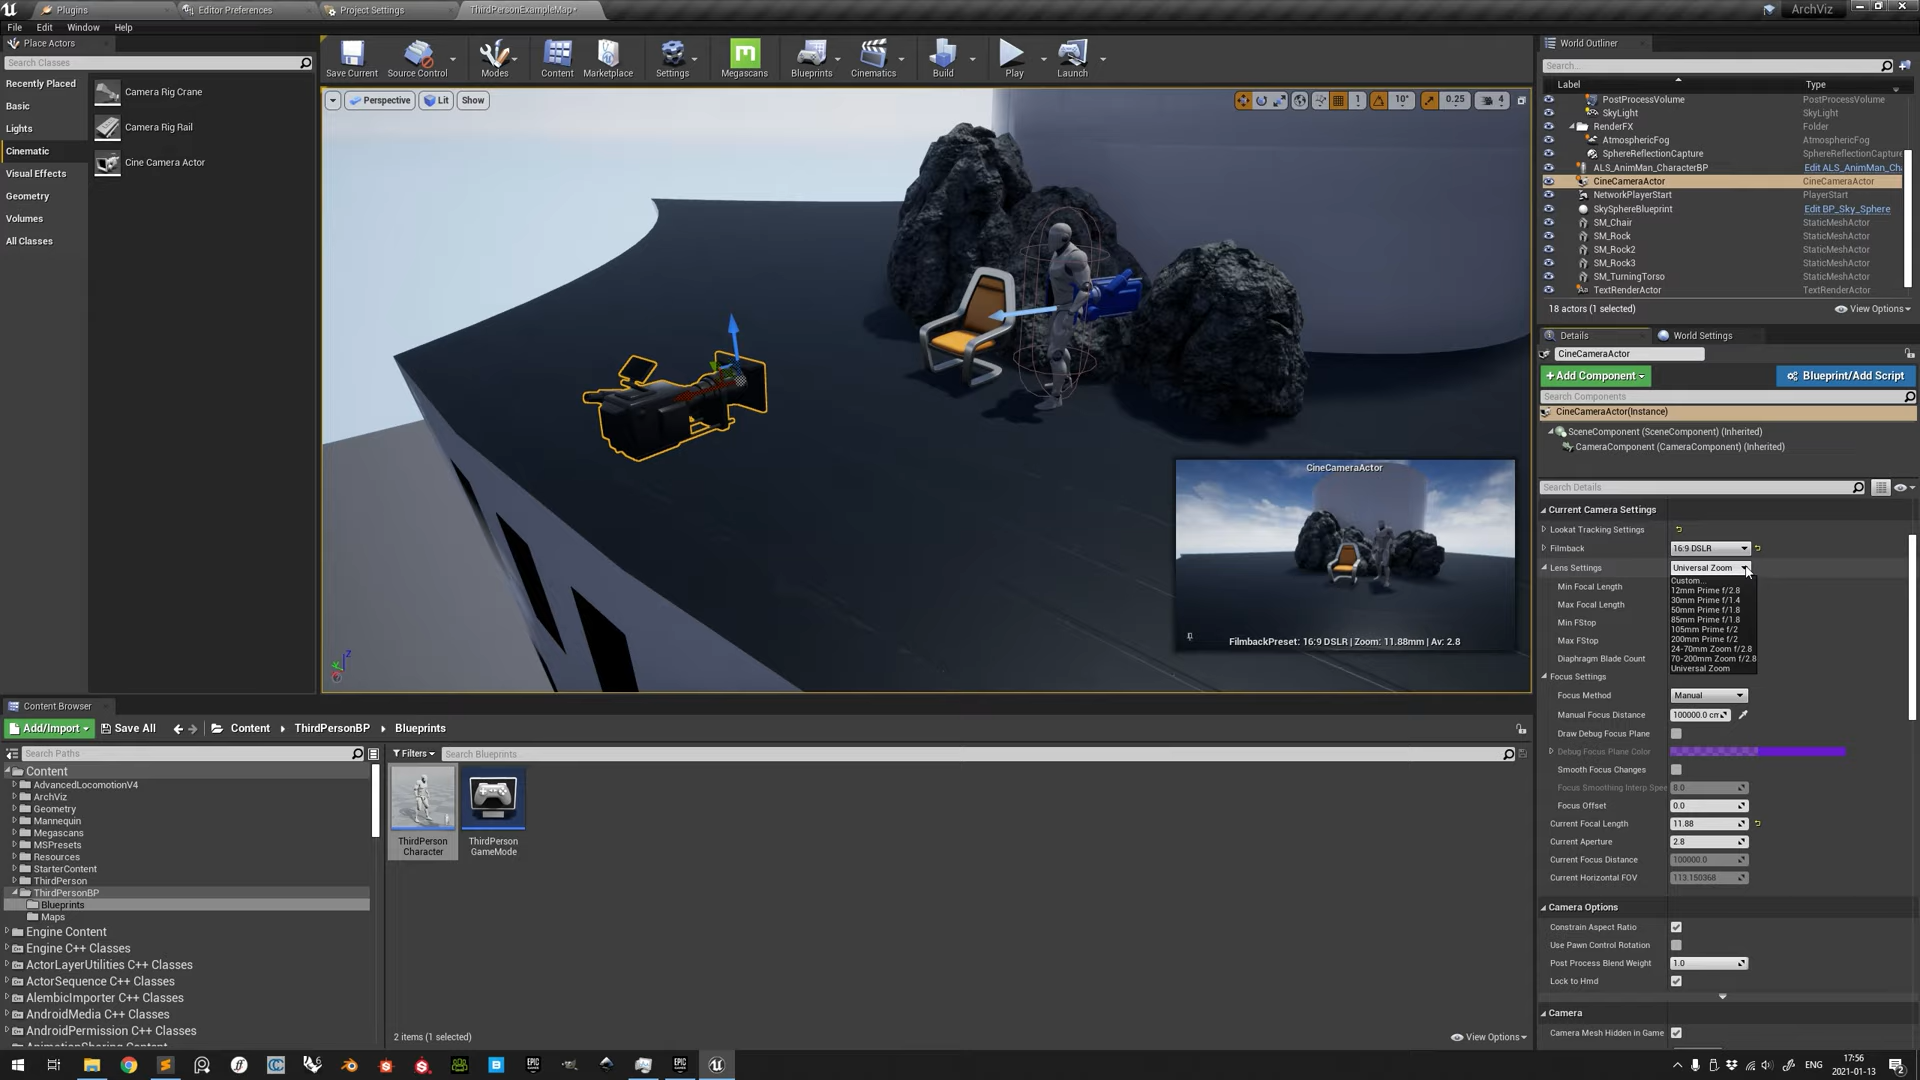 Plugins
Editor Preferences
Project Settings
ThirdPersonExampleMap*
ArchViz
File Edit Window Help
Place Actors
Search Classes
Recently Placed
Basic
Lights
Cinematic
Visual Effects
Geometry
Volumes
All Classes
Camera Rig Crane
Camera Rig Rail
Cine Camera Actor
Save Current
Source Control
Modes
Content
Marketplace
Settings
Megascans
Blueprints
Cinematics
Build
Play
Launch
Perspective
Lit
Show
1
10°
0.25
4
CineCameraActor
FilmbackPreset: 16:9 DSLR | Zoom: 11.88mm | Av: 2.8
World Outliner
Search...
Label Type
PostProcessVolume PostProcessVolume
SkyLight SkyLight
RenderFX Folder
AtmosphericFog AtmosphericFog
SphereReflectionCapture SphereReflectionCapture
ALS_AnimMan_CharacterBP Edit ALS_AnimMan_Cha
CineCameraActor CineCameraActor
NetworkPlayerStart PlayerStart
SkySphereBlueprint Edit BP_Sky_Sphere
SM_Chair StaticMeshActor
SM_Rock StaticMeshActor
SM_Rock2 StaticMeshActor
SM_Rock3 StaticMeshActor
SM_TurningTorso StaticMeshActor
TextRenderActor TextRenderActor
18 actors (1 selected)
View Options
Details
World Settings
CineCameraActor
+Add Component
Blueprint/Add Script
Search Components
CineCameraActor(Instance)
SceneComponent (SceneComponent) (Inherited)
CameraComponent (CameraComponent) (Inherited)
Search Details
Current Camera Settings
Lookat Tracking Settings
Filmback 16:9 DSLR
Lens Settings Universal Zoom
Custom...
12mm Prime f/2.8
30mm Prime f/1.4
50mm Prime f/1.8
85mm Prime f/1.8
105mm Prime f/2
200mm Prime f/2
24-70mm Zoom f/2.8
70-200mm Zoom f/2.8
Universal Zoom
Min Focal Length
Max Focal Length
Min FStop
Max FStop
Diaphragm Blade Count
Focus Settings
Focus Method Manual
Manual Focus Distance 100000.0 cm
Draw Debug Focus Plane
Debug Focus Plane Color
Smooth Focus Changes
Focus Smoothing Interp Spee 8.0
Focus Offset 0.0
Current Focal Length 11.88
Current Aperture 2.8
Current Focus Distance 100000.0
Current Horizontal FOV 113.150368
Camera Options
Constrain Aspect Ratio
Use Pawn Control Rotation
Post Process Blend Weight 1.0
Lock to Hmd
Camera
Camera Mesh Hidden in Game
Content Browser
Add/Import
Save All
Content
ThirdPersonBP
Blueprints
Search Paths
Filters
Search Blueprints
Content
AdvancedLocomotionV4
ArchViz
Geometry
Mannequin
Megascans
MSPresets
Resources
StarterContent
ThirdPerson
ThirdPersonBP
Blueprints
Maps
Engine Content
Engine C++ Classes
ActorLayerUtilities C++ Classes
ActorSequence C++ Classes
AlembicImporter C++ Classes
AndroidMedia C++ Classes
AndroidPermission C++ Classes
ThirdPerson
Character
ThirdPerson
GameMode
2 items (1 selected)
View Options
ENG
17:56
2021-01-13